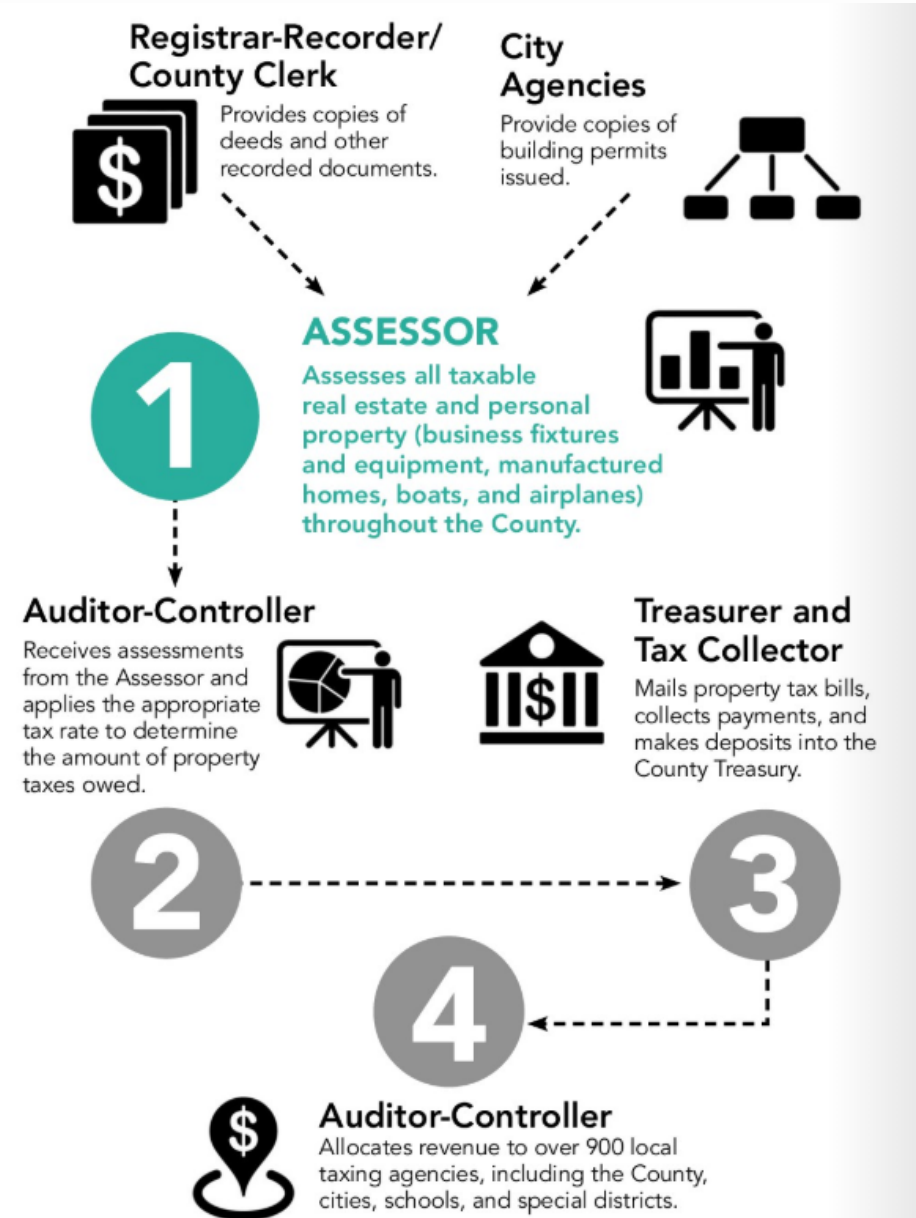 Registrar-Recorder/
County Clerk
Provides copies of
deeds and other
recorded documents.
$
City
Agencies
Provide copies of
building permits
issued.
1
ASSESSOR
Assesses all taxable
real estate and personal
property (business fixtures
and equipment, manufactured
homes, boats, and airplanes)
throughout the County.
Auditor-Controller
Receives assessments
from the Assessor and
applies the appropriate
tax rate to determine
the amount of property
taxes owed.
2
$
Treasurer and
Tax Collector
Mails property tax bills,
collects payments, and
makes deposits into the
County Treasury.
3
4
$
Auditor-Controller
Allocates revenue to over 900 local
taxing agencies, including the County,
cities, schools, and special districts.